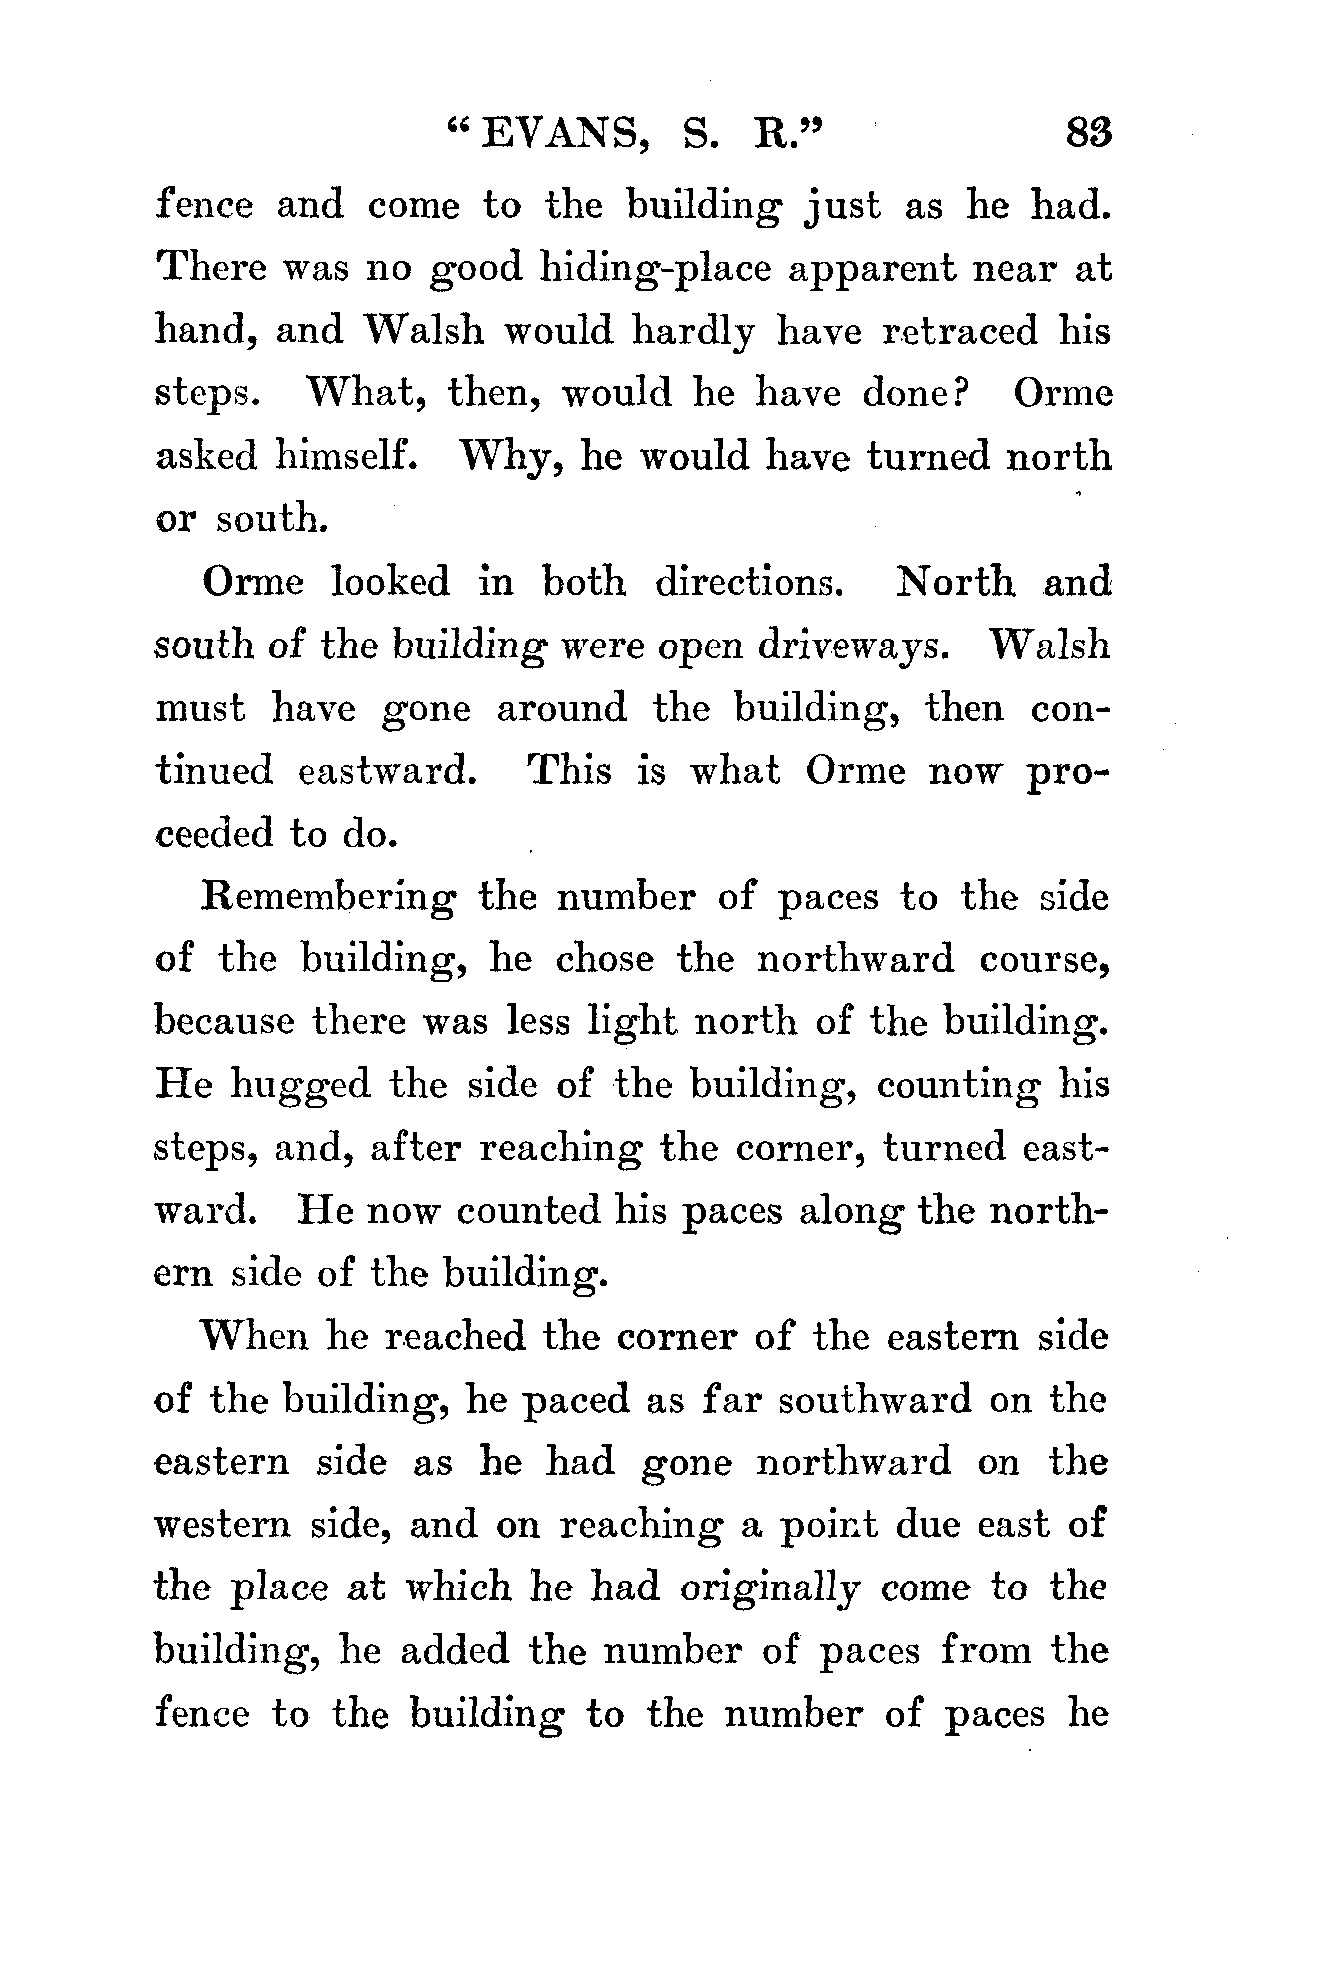 “EVANS, S. R.” 83
fence and come to the building just as he had.
There was no good hiding-place apparent near at
hand, and Walsh would hardly have retraced his
steps. What, then, would he have done? Orme
asked himself. Why, he would have turned north
or south.
Orme looked in both directions. North and
south of the building were open driveways. Walsh
must have gone around the building, then con-
tinued eastward. This is what Orme now pro-
ceeded to do.
Remembering the number of paces to the side
of the building, he chose the northward course,
because there was less light north of the building.
He hugged the side of the building, counting his
steps, and, after reaching the corner, turned east-
ward. He now counted his paces along the north-
ern side of the building.
When he reached the corner of the eastern side
of the building, he paced as far southward on the
eastern side as he had gone northward on the
western side, and on reaching a point due east of
the place at which he had originally come to the
building, he added the number of paces from the
fence to the building to the number of paces he